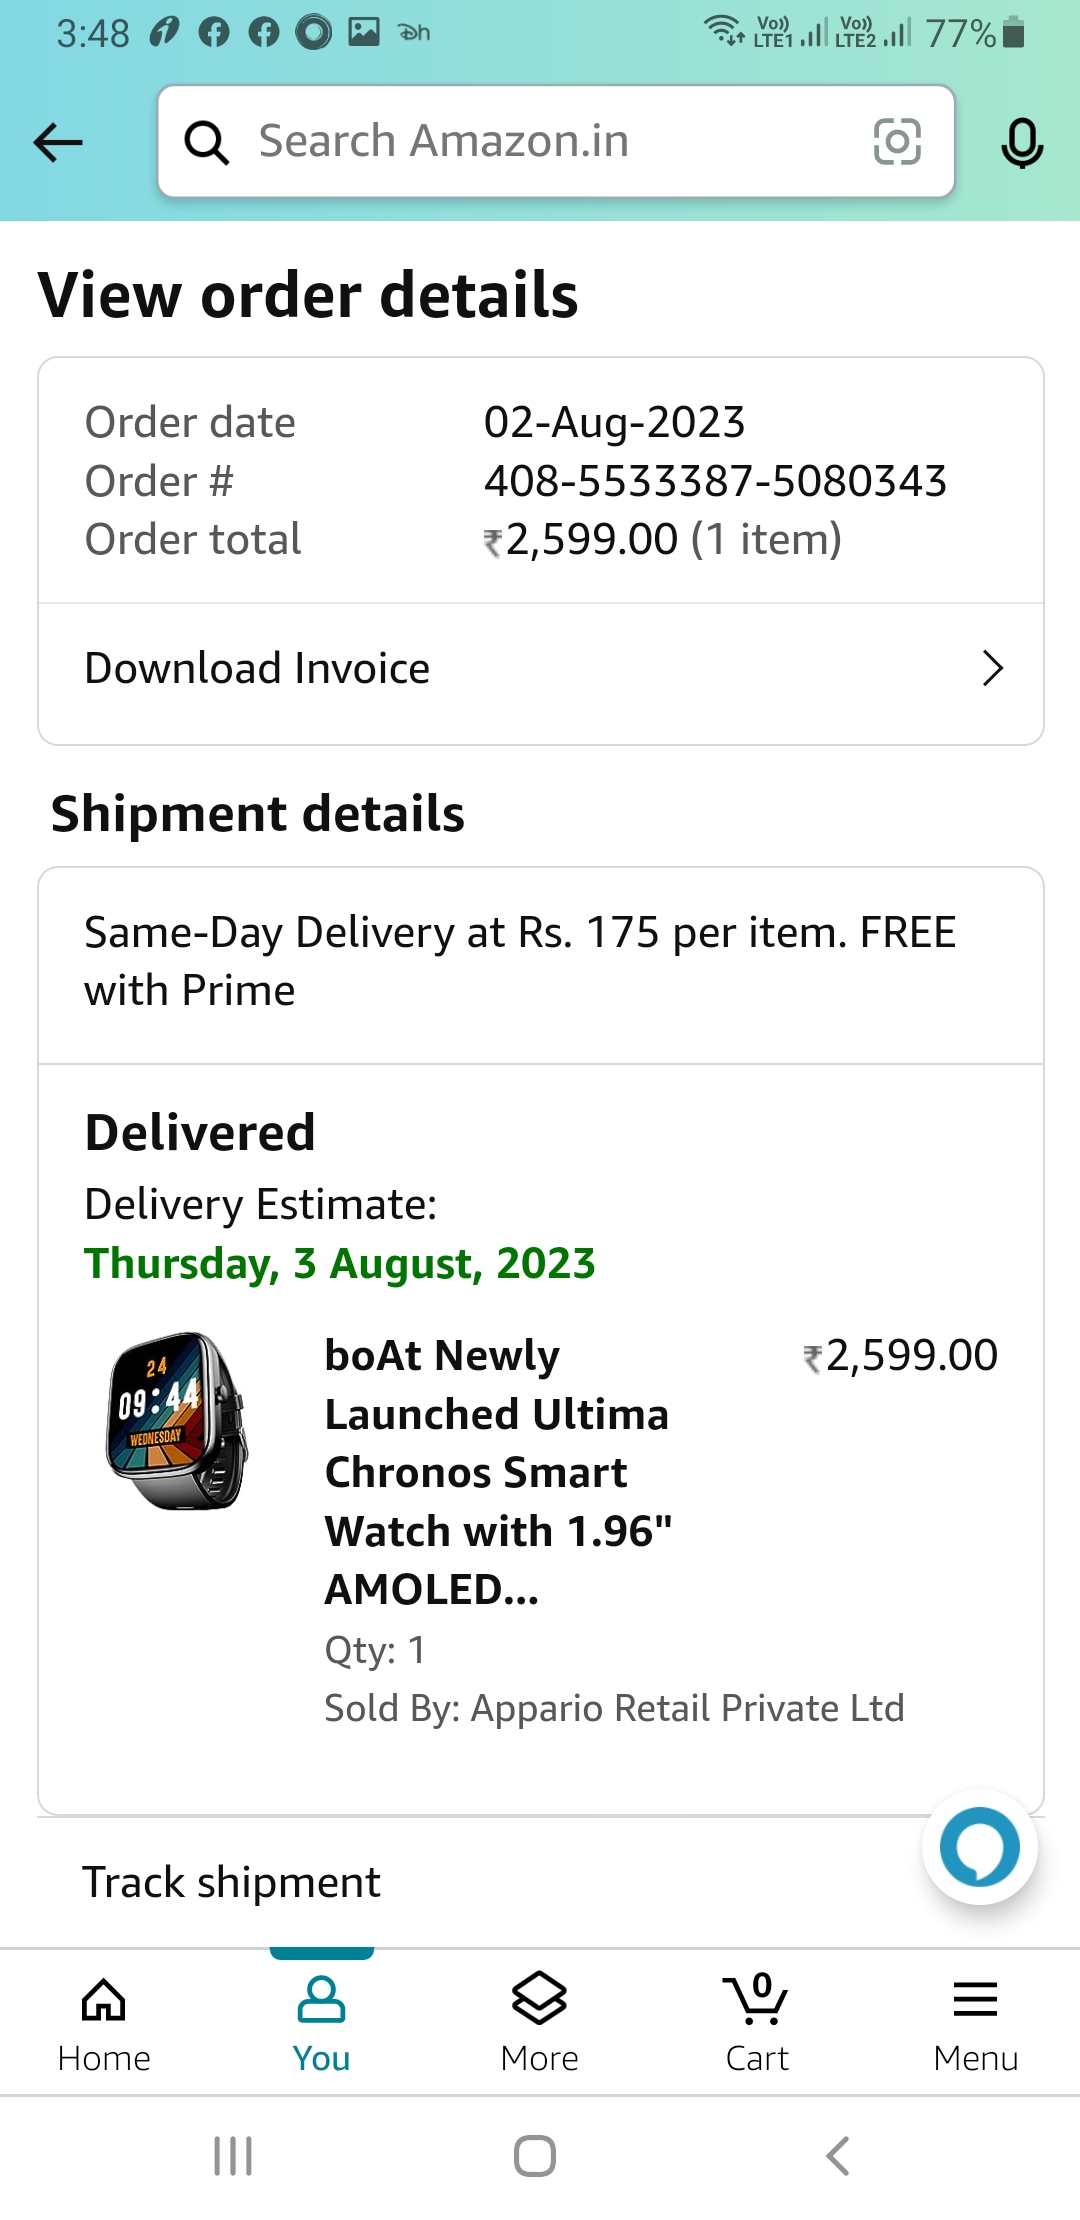 3:48
Vo)) LTE1 Vo)) LTE2 77%
Search Amazon.in
View order details
Order date 02-Aug-2023
Order # 408-5533387-5080343
Order total ₹2,599.00 (1 item)
Download Invoice
Shipment details
Same-Day Delivery at Rs. 175 per item. FREE
with Prime
Delivered
Delivery Estimate:
Thursday, 3 August, 2023
24
09:44
WEDNESDAY
boAt Newly ₹2,599.00
Launched Ultima
Chronos Smart
Watch with 1.96"
AMOLED...
Qty: 1
Sold By: Appario Retail Private Ltd
Track shipment
0
Home You More Cart Menu